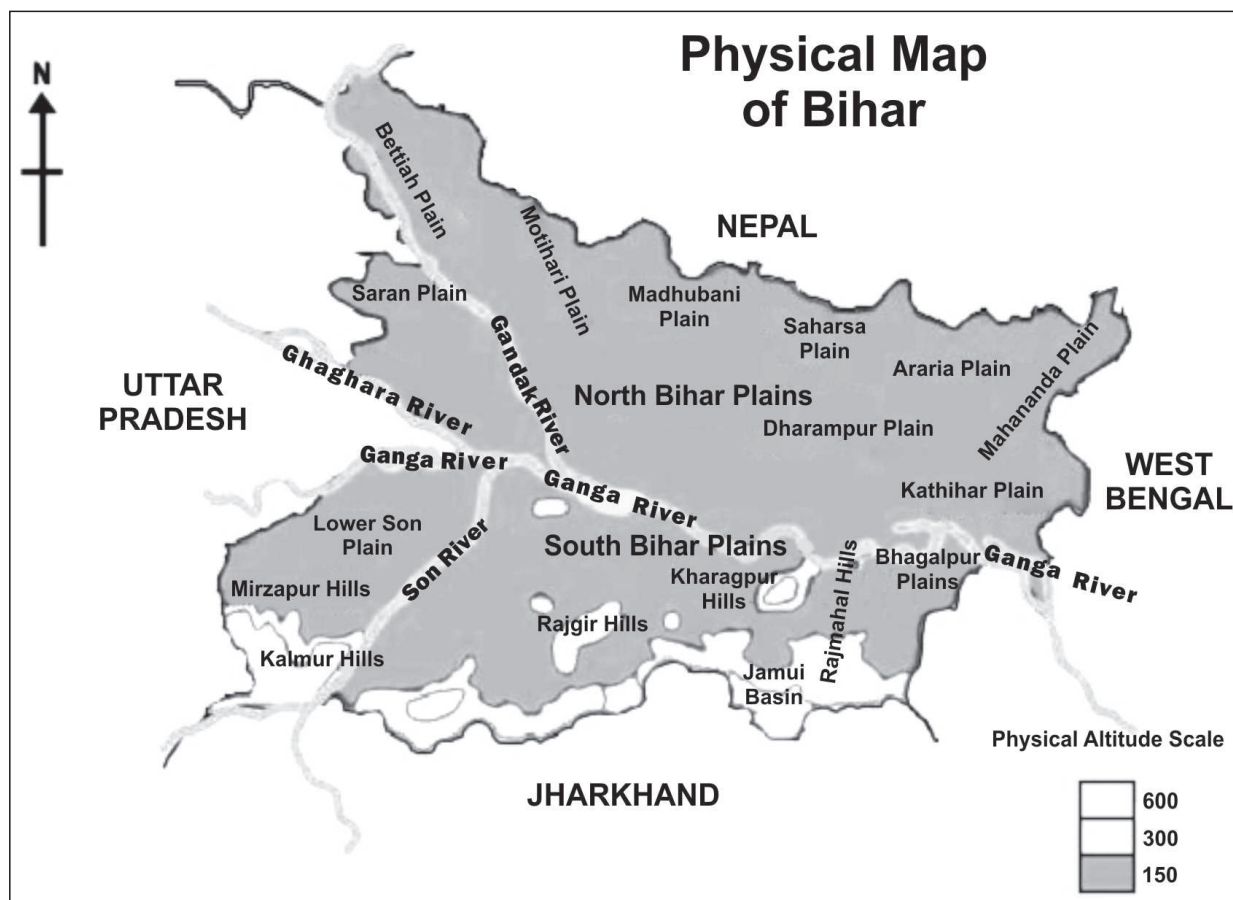 Physical Map
of Bihar
N
Bettiah Plain
Motihari Plain
NEPAL
Saran Plain
Madhubani
Plain
Saharsa
Plain
Araria Plain
Mahananda Plain
Ghaghara River
Gandak River
UTTAR
PRADESH
North Bihar Plains
Dharampur Plain
Ganga River
Ganga River
Kathihar Plain
WEST
BENGAL
Lower Son
Plain
Son River
South Bihar Plains
Kharagpur
Hills
Rajmahal Hills
Bhagalpur
Plains
Ganga River
Mirzapur Hills
Rajgir Hills
Kalmur Hills
Jamui
Basin
Physical Altitude Scale
JHARKHAND
600
300
150